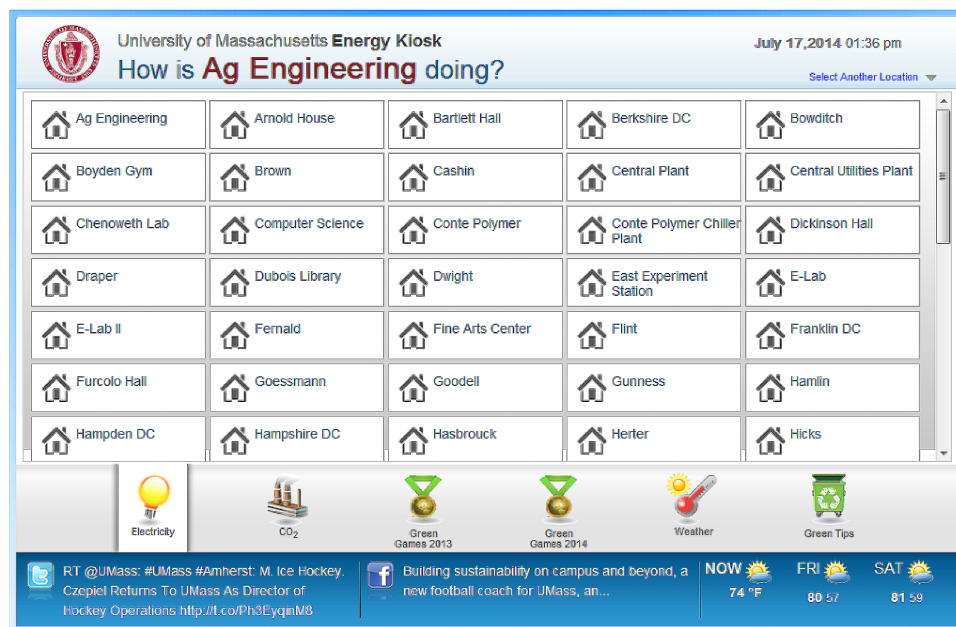 University of Massachusetts Energy Kiosk
July 17,2014 01:36 pm
How is Ag Engineering doing?
Select Another Location
Ag Engineering
Arnold House
Bartlett Hall
Berkshire DC
Bowditch
Boyden Gym
Brown
Cashin
Central Plant
Central Utilities Plant
Chenoweth Lab
Computer Science
Conte Polymer
Conte Polymer Chiller
Plant
Dickinson Hall
Draper
Dubois Library
Dwight
East Experiment
Station
E-Lab
E-Lab II
Fernald
Fine Arts Center
Flint
Franklin DC
Furcolo Hall
Goessmann
Goodell
Gunness
Hamlin
Hampden DC
Hampshire DC
Hasbrouck
Herter
Hicks
Electricity
CO2
Green
Games 2013
Green
Games 2014
Weather
Green Tips
RT @UMass: #UMass #Amherst: M. Ice Hockey.
Czepiel Returns To UMass As Director of
Hockey Operations http://t.co/Ph3EyqinM8
Building sustainability on campus and beyond, a
new football coach for UMass, an...
NOW
74 °F
FRI
80 57
SAT
81 59